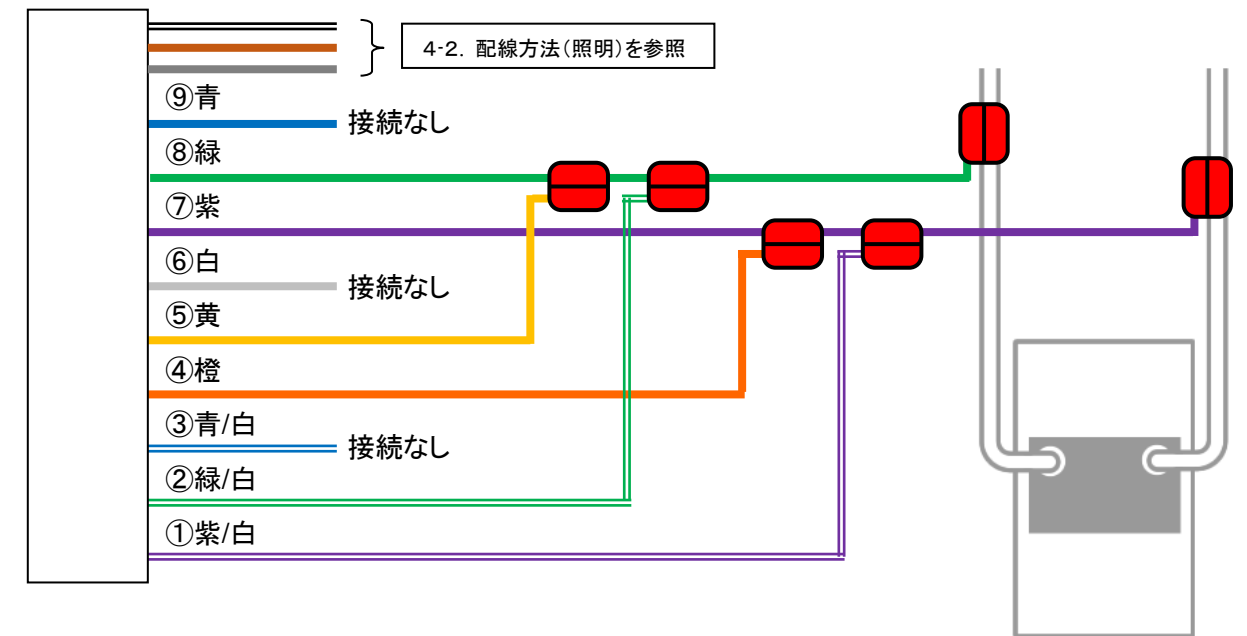 4-2. 配線方法(照明)を参照
⑨青
接続なし
⑧緑
⑦紫
⑥白
接続なし
⑤黄
④橙
③青/白
接続なし
②緑/白
①紫/白